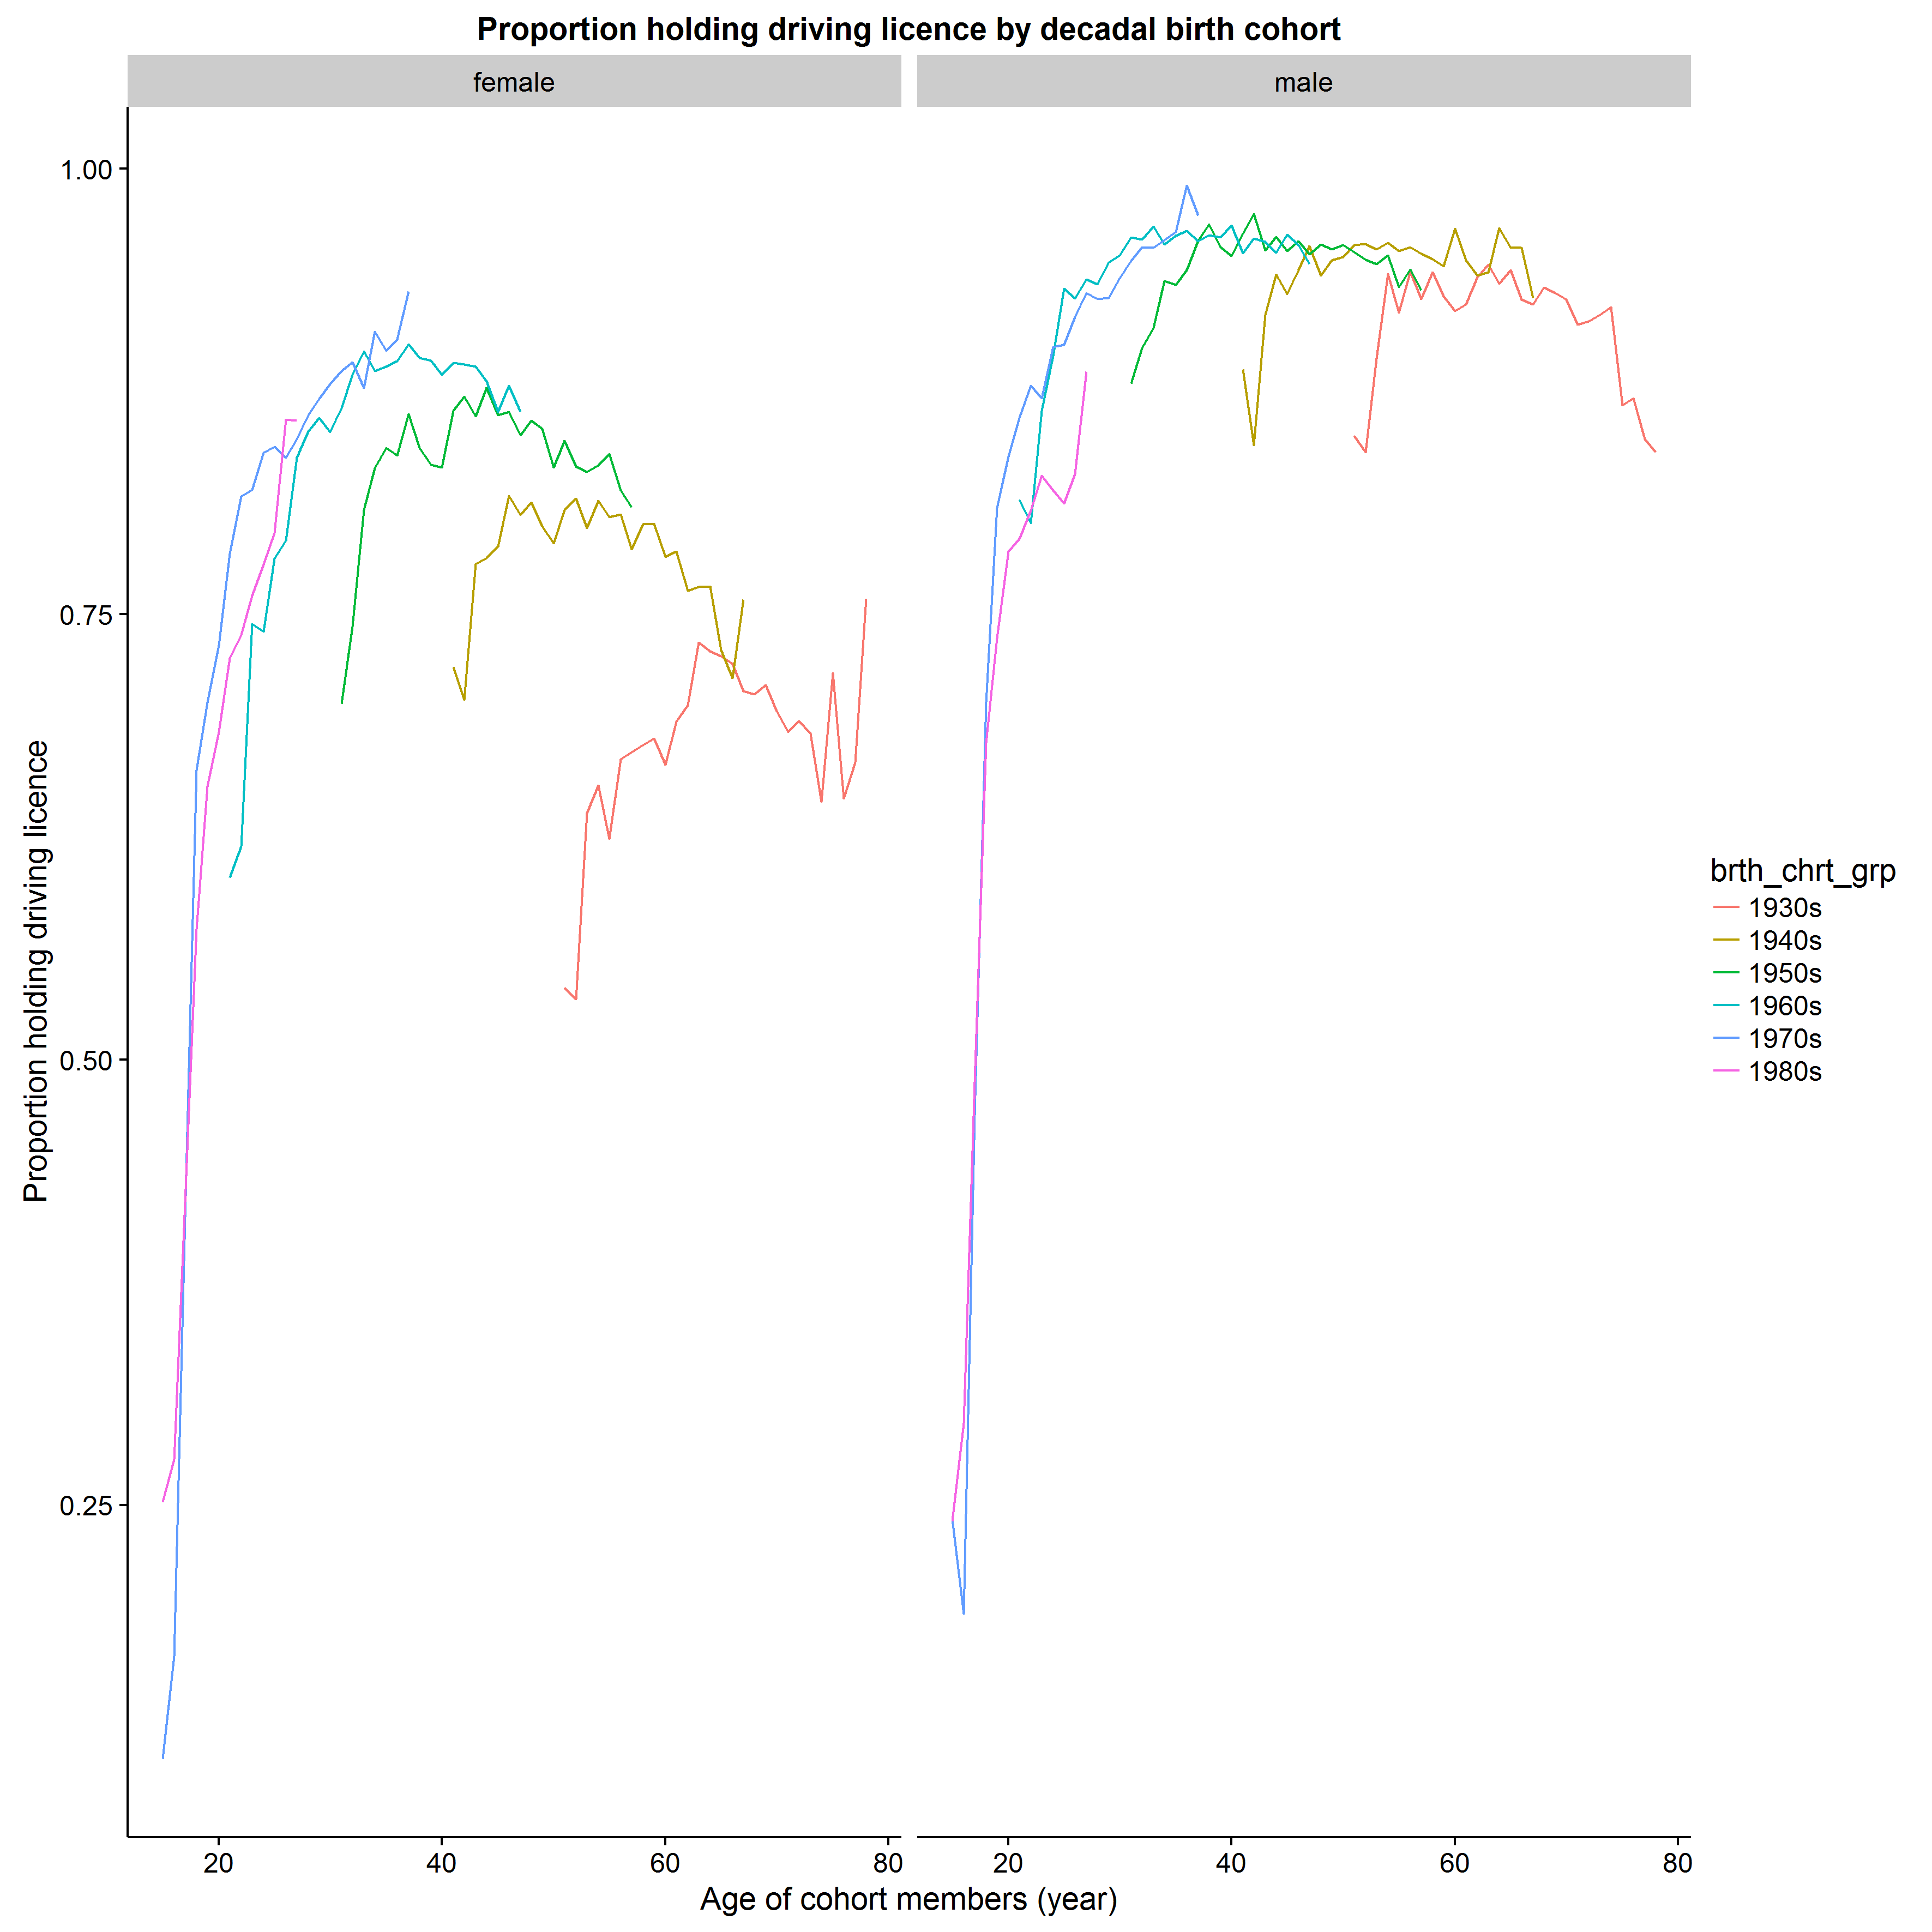 Proportion holding driving licence by decadal birth cohort
female
male
1.00
0.75
0.50
0.25
Proportion holding driving licence
20
40
60
80
20
40
60
80
Age of cohort members (year)
brth_chrt_grp
1930s
1940s
1950s
1960s
1970s
1980s